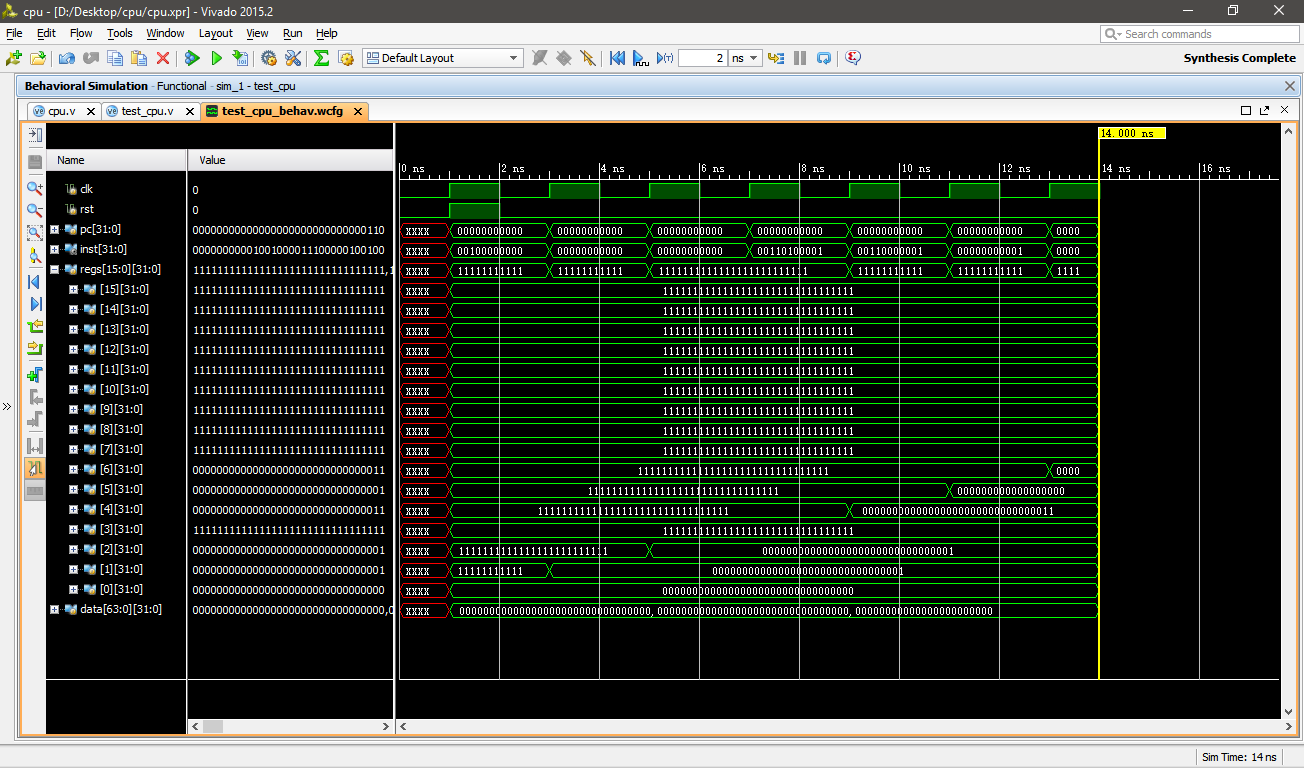 cpu - [D:/Desktop/cpu/cpu.xpr] - Vivado 2015.2
File Edit Flow Tools Window Layout View Run Help
Search commands
Default Layout 2 ns Synthesis Complete
Behavioral Simulation - Functional - sim_1 - test_cpu
cpu.v test_cpu.v test_cpu_behav.wcfg
14.000 ns
Name Value 0 ns 2 ns 4 ns 6 ns 8 ns 10 ns 12 ns 14 ns 16 ns
clk 0
rst 0
pc[31:0] 00000000000000000000000000000110 XXXX 00000000000 00000000000 00000000000 00000000000 00000000000 00000000000 0000
inst[31:0] XXXX 00100000000 00000000000 00000000000 00110100001 00110000001 00000000001 0000
regs[15:0][31:0] XXXX 11111111111 11111111111 11111111111 11111111111 1111
[15][31:0] 11111111111111111111111111111111 XXXX 11111111111111111111111111111111
[14][31:0] 11111111111111111111111111111111 XXXX 11111111111111111111111111111111
[13][31:0] 11111111111111111111111111111111 XXXX 11111111111111111111111111111111
[12][31:0] 11111111111111111111111111111111 XXXX 11111111111111111111111111111111
[11][31:0] 11111111111111111111111111111111 XXXX 11111111111111111111111111111111
[10][31:0] 11111111111111111111111111111111 XXXX 11111111111111111111111111111111
[9][31:0] 11111111111111111111111111111111 XXXX 11111111111111111111111111111111
[8][31:0] 11111111111111111111111111111111 XXXX 11111111111111111111111111111111
[7][31:0] 11111111111111111111111111111111 XXXX 11111111111111111111111111111111
[6][31:0] 00000000000000000000000000000011 XXXX 11111111111111111111111111111111 0000
[5][31:0] 00000000000000000000000000000001 XXXX 11111111111111111111111111111111 000000000000000000
[4][31:0] 00000000000000000000000000000011 XXXX 11111111111111111111111111111111 00000000000000000000000000000011
[3][31:0] 11111111111111111111111111111111 XXXX 11111111111111111111111111111111
[2][31:0] 00000000000000000000000000000001 XXXX 1111111111111111111111111 00000000000000000000000000000001
[1][31:0] 00000000000000000000000000000001 XXXX 11111111111 00000000000000000000000000000001
[0][31:0] 00000000000000000000000000000000 XXXX 00000000000000000000000000000000
data[63:0][31:0] 00000000000000000000000000000000,0 XXXX 00000000000000000000000000000000, 00000000000000000000000000000000, 00000000000000000000000
Sim Time: 14 ns